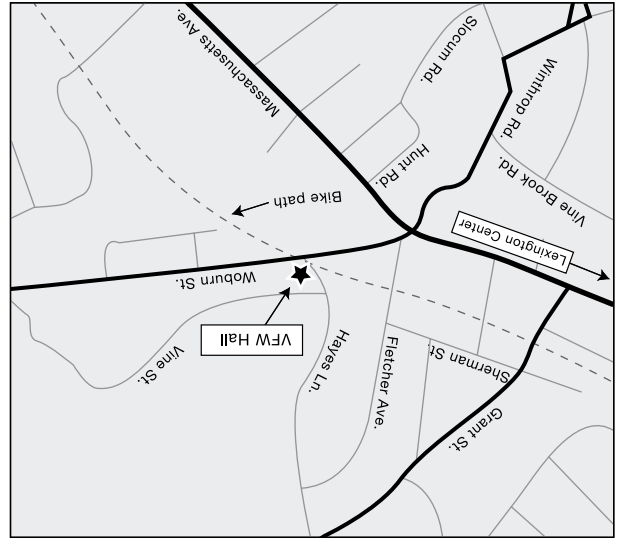 Grant St.
Fletcher Ave.
Sherman St
Hayes Ln.
Vine St.
VFW Hall
Woburn St.
Lexington Center
Bike path
Vine Brook Rd.
Hunt Rd.
Winthrop Rd.
Massachusetts Ave.
Slocum Rd.